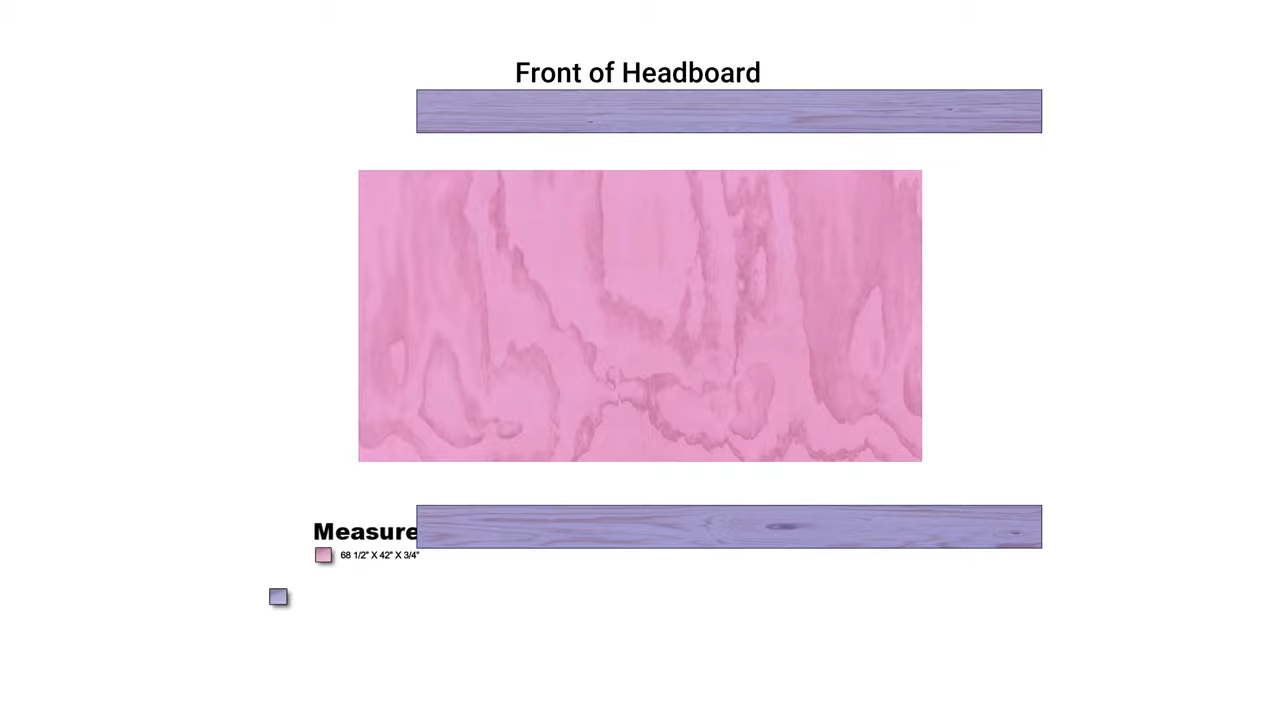 Front of Headboard
Measure
68 1/2" X 42" X 3/4"